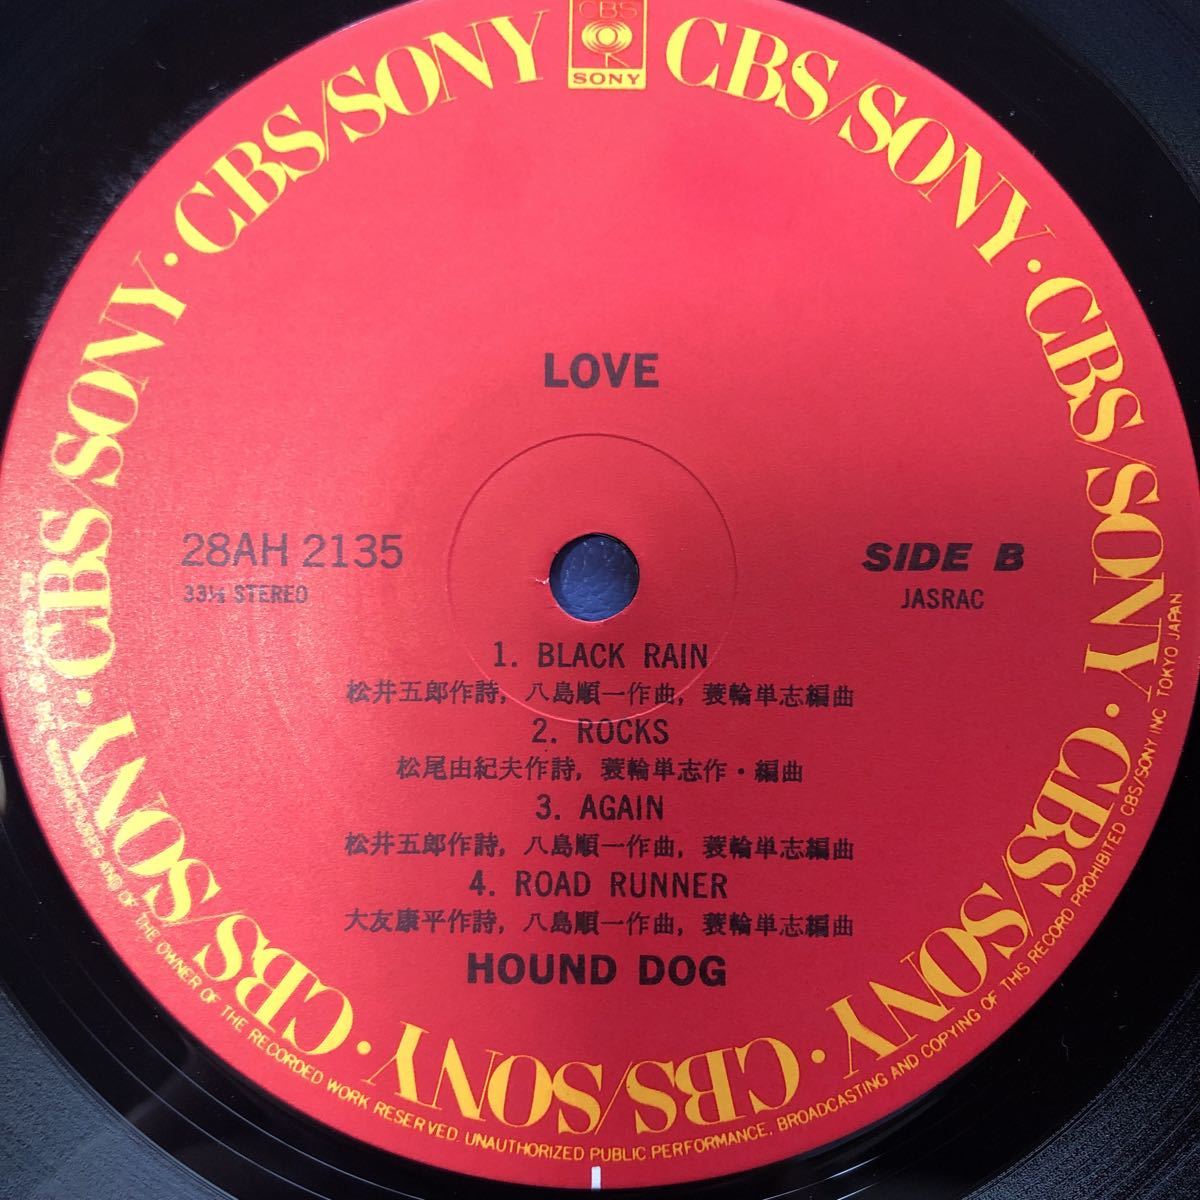 CBS
SONY
CBS/SONY · CBS/SONY · CBS/SONY · CBS/SONY · CBS/SONY · CBS/SONY · CBS/SONY · CBS/SONY · CBS/SONY
LOVE
28AH 2135
33⅓ STEREO
SIDE B
JASRAC
1. BLACK RAIN
松井五郎作詩, 八島順一作曲, 蓑輪単志編曲
2. ROCKS
松尾由紀夫作詩, 蓑輪単志作・編曲
3. AGAIN
松井五郎作詩, 八島順一作曲, 蓑輪単志編曲
4. ROAD RUNNER
大友康平作詩, 八島順一作曲, 蓑輪単志編曲
HOUND DOG
AND OF THE OWNER OF THE RECORDED WORK RESERVED. UNAUTHORIZED PUBLIC PERFORMANCE, BROADCASTING AND COPYING OF THIS RECORD PROHIBITED CBS/SONY INC TOKYO JAPAN